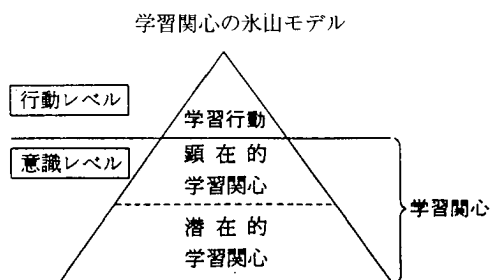 学習関心の氷山モデル
行動レベル
学習行動
意識レベル
顕在的
学習関心
学習関心
潜在的
学習関心